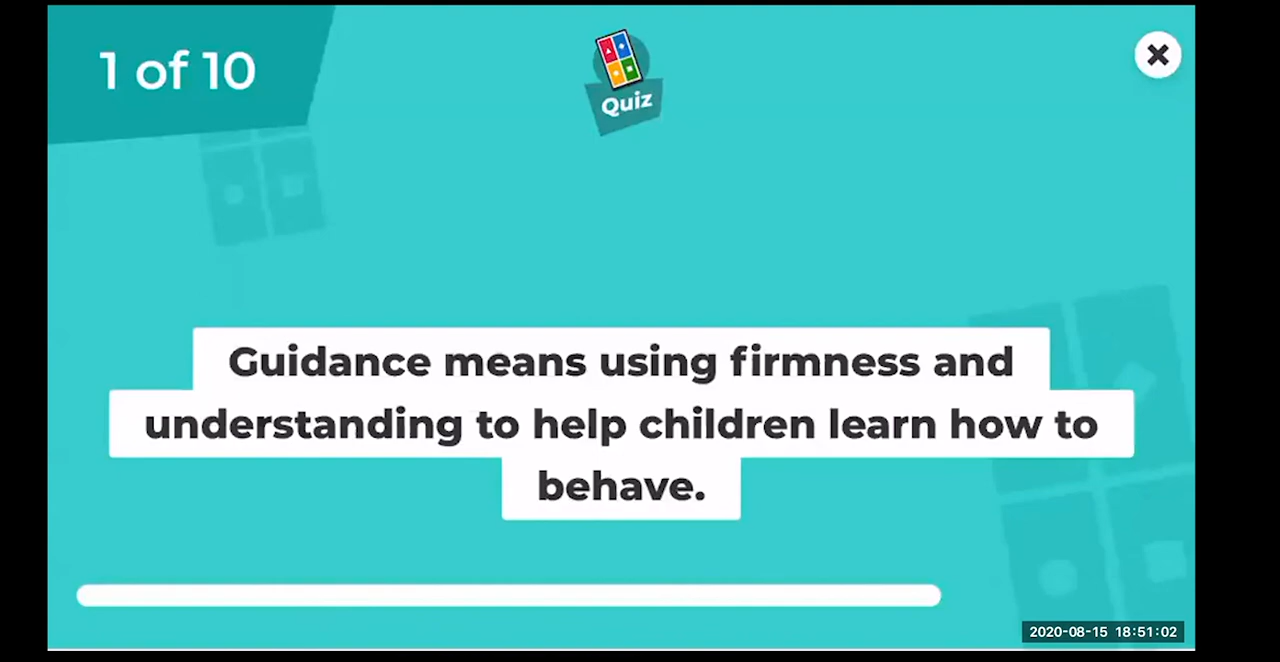 1 of 10
Quiz
Guidance means using firmness and
understanding to help children learn how to
behave.
2020-08-15 18:51:02